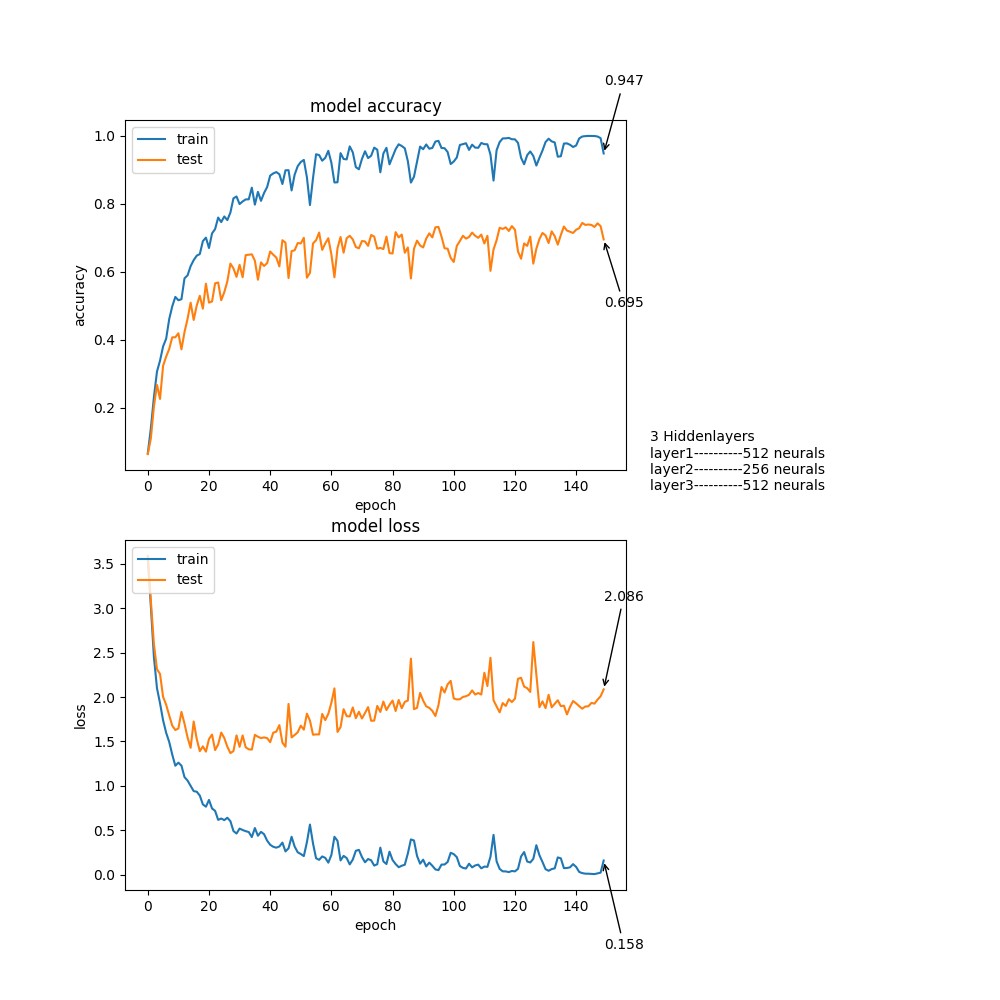 0.947
model accuracy
1.0
0.8
0.6
0.4
0.2
accuracy
train
test
0.695
0 20 40 60 80 100 120 140
epoch
3 Hiddenlayers
layer1----------512 neurals
layer2----------256 neurals
layer3----------512 neurals
model loss
3.5
3.0
2.5
2.0
1.5
1.0
0.5
0.0
loss
train
test
2.086
0 20 40 60 80 100 120 140
epoch
0.158